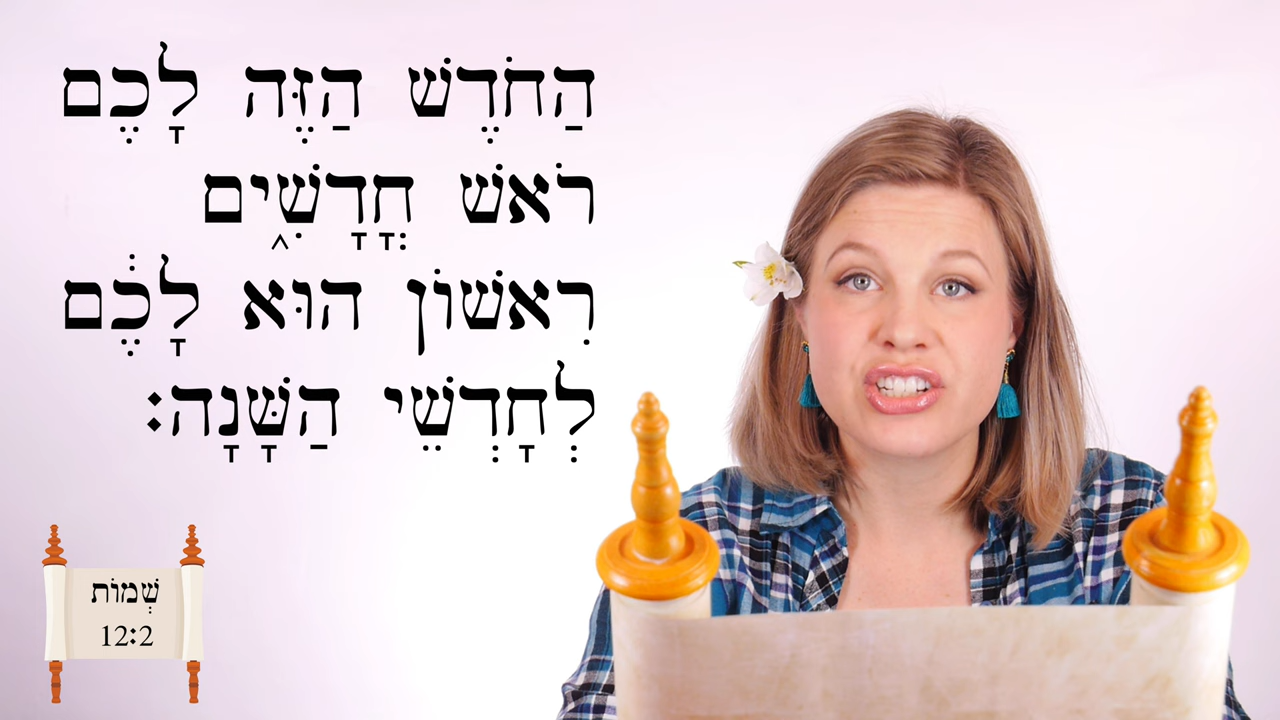 הַחֹדֶשׁ הַזֶּה לָכֶם
רֹאשׁ חֳדָשִׁ֑ים
רִאשׁוֹן הוּא לָכֶ֔ם
לְחָדְשֵׁי הַשָּׁנָה׃
שְׁמוֹת
12:2